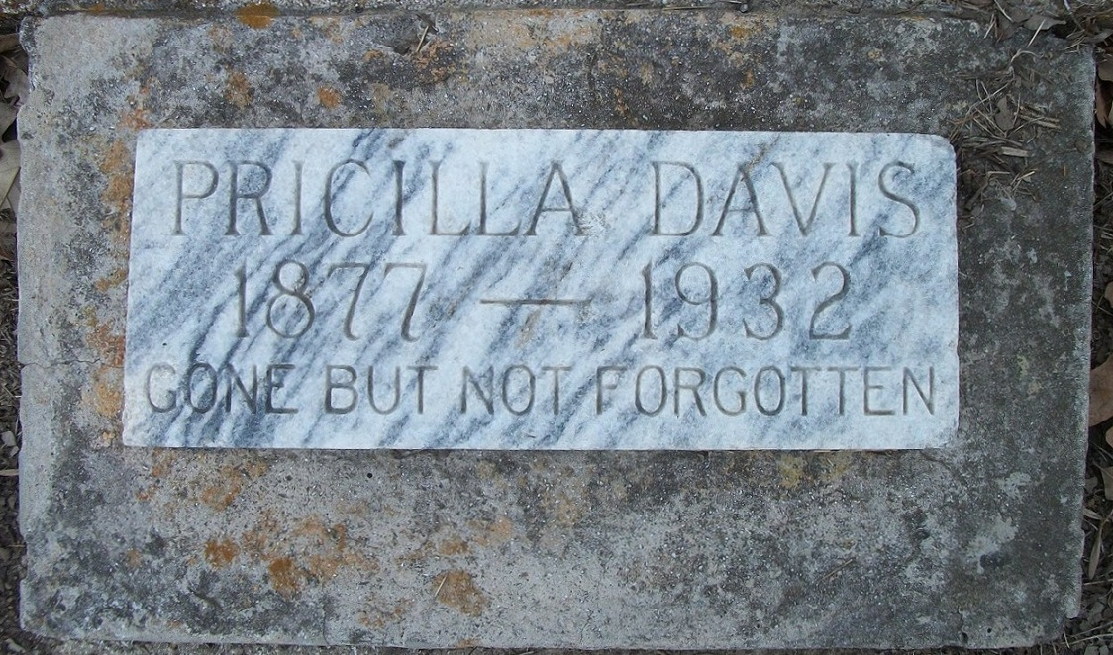 PRICILLA DAVIS
1877 — 1932
GONE BUT NOT FORGOTTEN